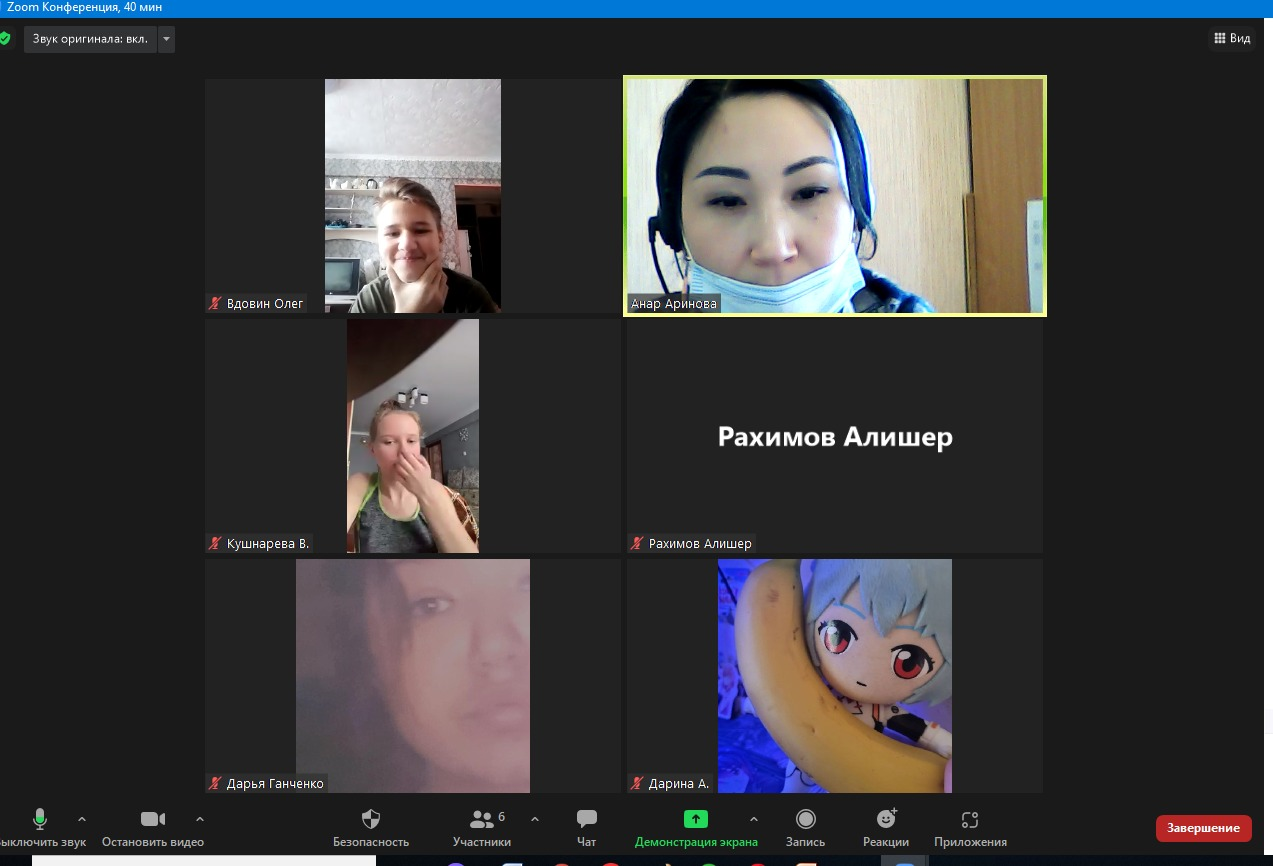 Zoom Конференция, 40 мин
Звук оригинала: вкл.
Вид
Вдовин Олег
Анар Аринова
Кушнарева В.
Рахимов Алишер
Рахимов Алишер
Дарья Ганченко
Дарина А.
6
ыключить звук
Остановить видео
Безопасность
Участники
Чат
Демонстрация экрана
Запись
Реакции
Приложения
Завершение